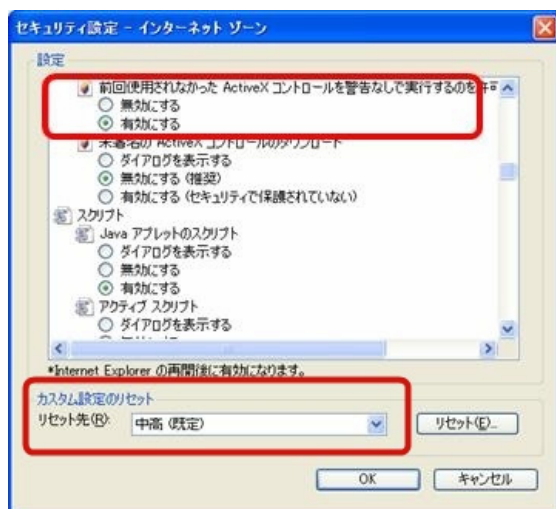 セキュリティ設定 - インターネット ゾーン
設定
前回使用されなかった ActiveX コントロールを警告なしで実行するのを許可
無効にする
有効にする
未署名の ActiveX コントロールのダウンロード
ダイアログを表示する
無効にする (推奨)
有効にする (セキュリティで保護されていない)
スクリプト
Java アプレットのスクリプト
ダイアログを表示する
無効にする
有効にする
アクティブ スクリプト
ダイアログを表示する
*Internet Explorer の再開後に有効になります。
カスタム設定のリセット
リセット先(R):
中高 (既定)
リセット(E)...
OK
キャンセル